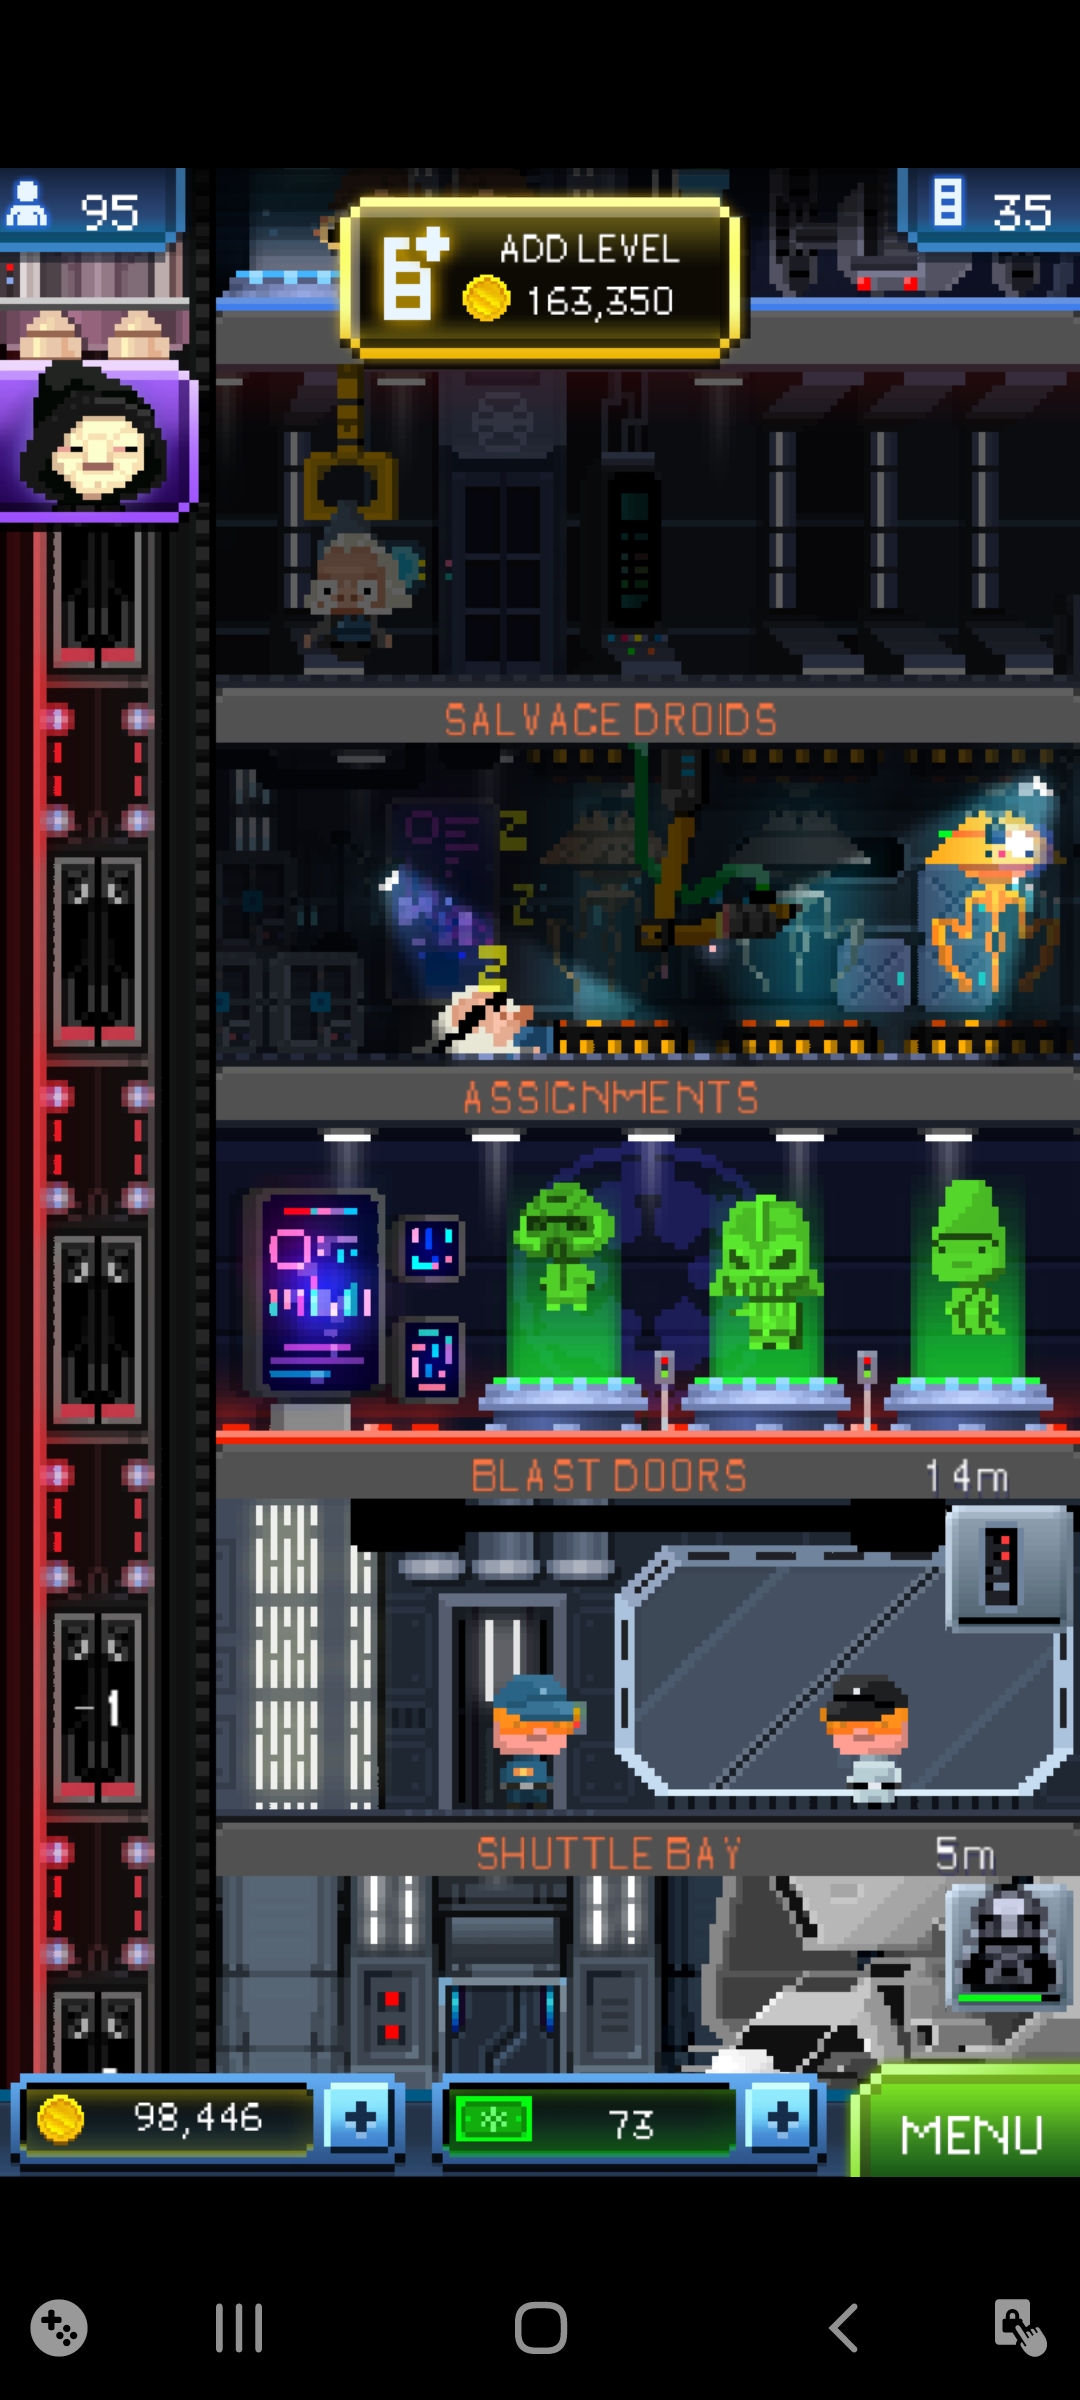 95
35
ADD LEVEL
163,350
SALVAGE DROIDS
Z
Z
Z
ASSIGNMENTS
BLAST DOORS 14m
-1
SHUTTLE BAY 5m
98,446 +
73 +
MENU